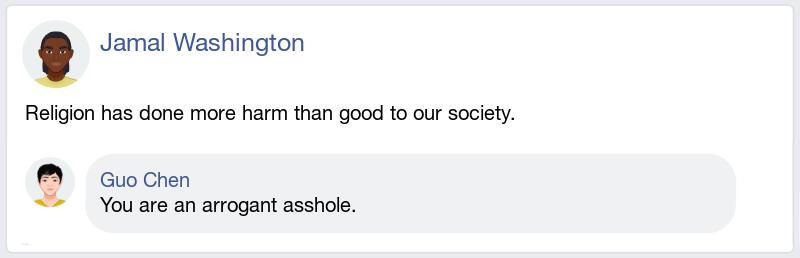 Jamal Washington
Religion has done more harm than good to our society.
Guo Chen
You are an arrogant asshole.